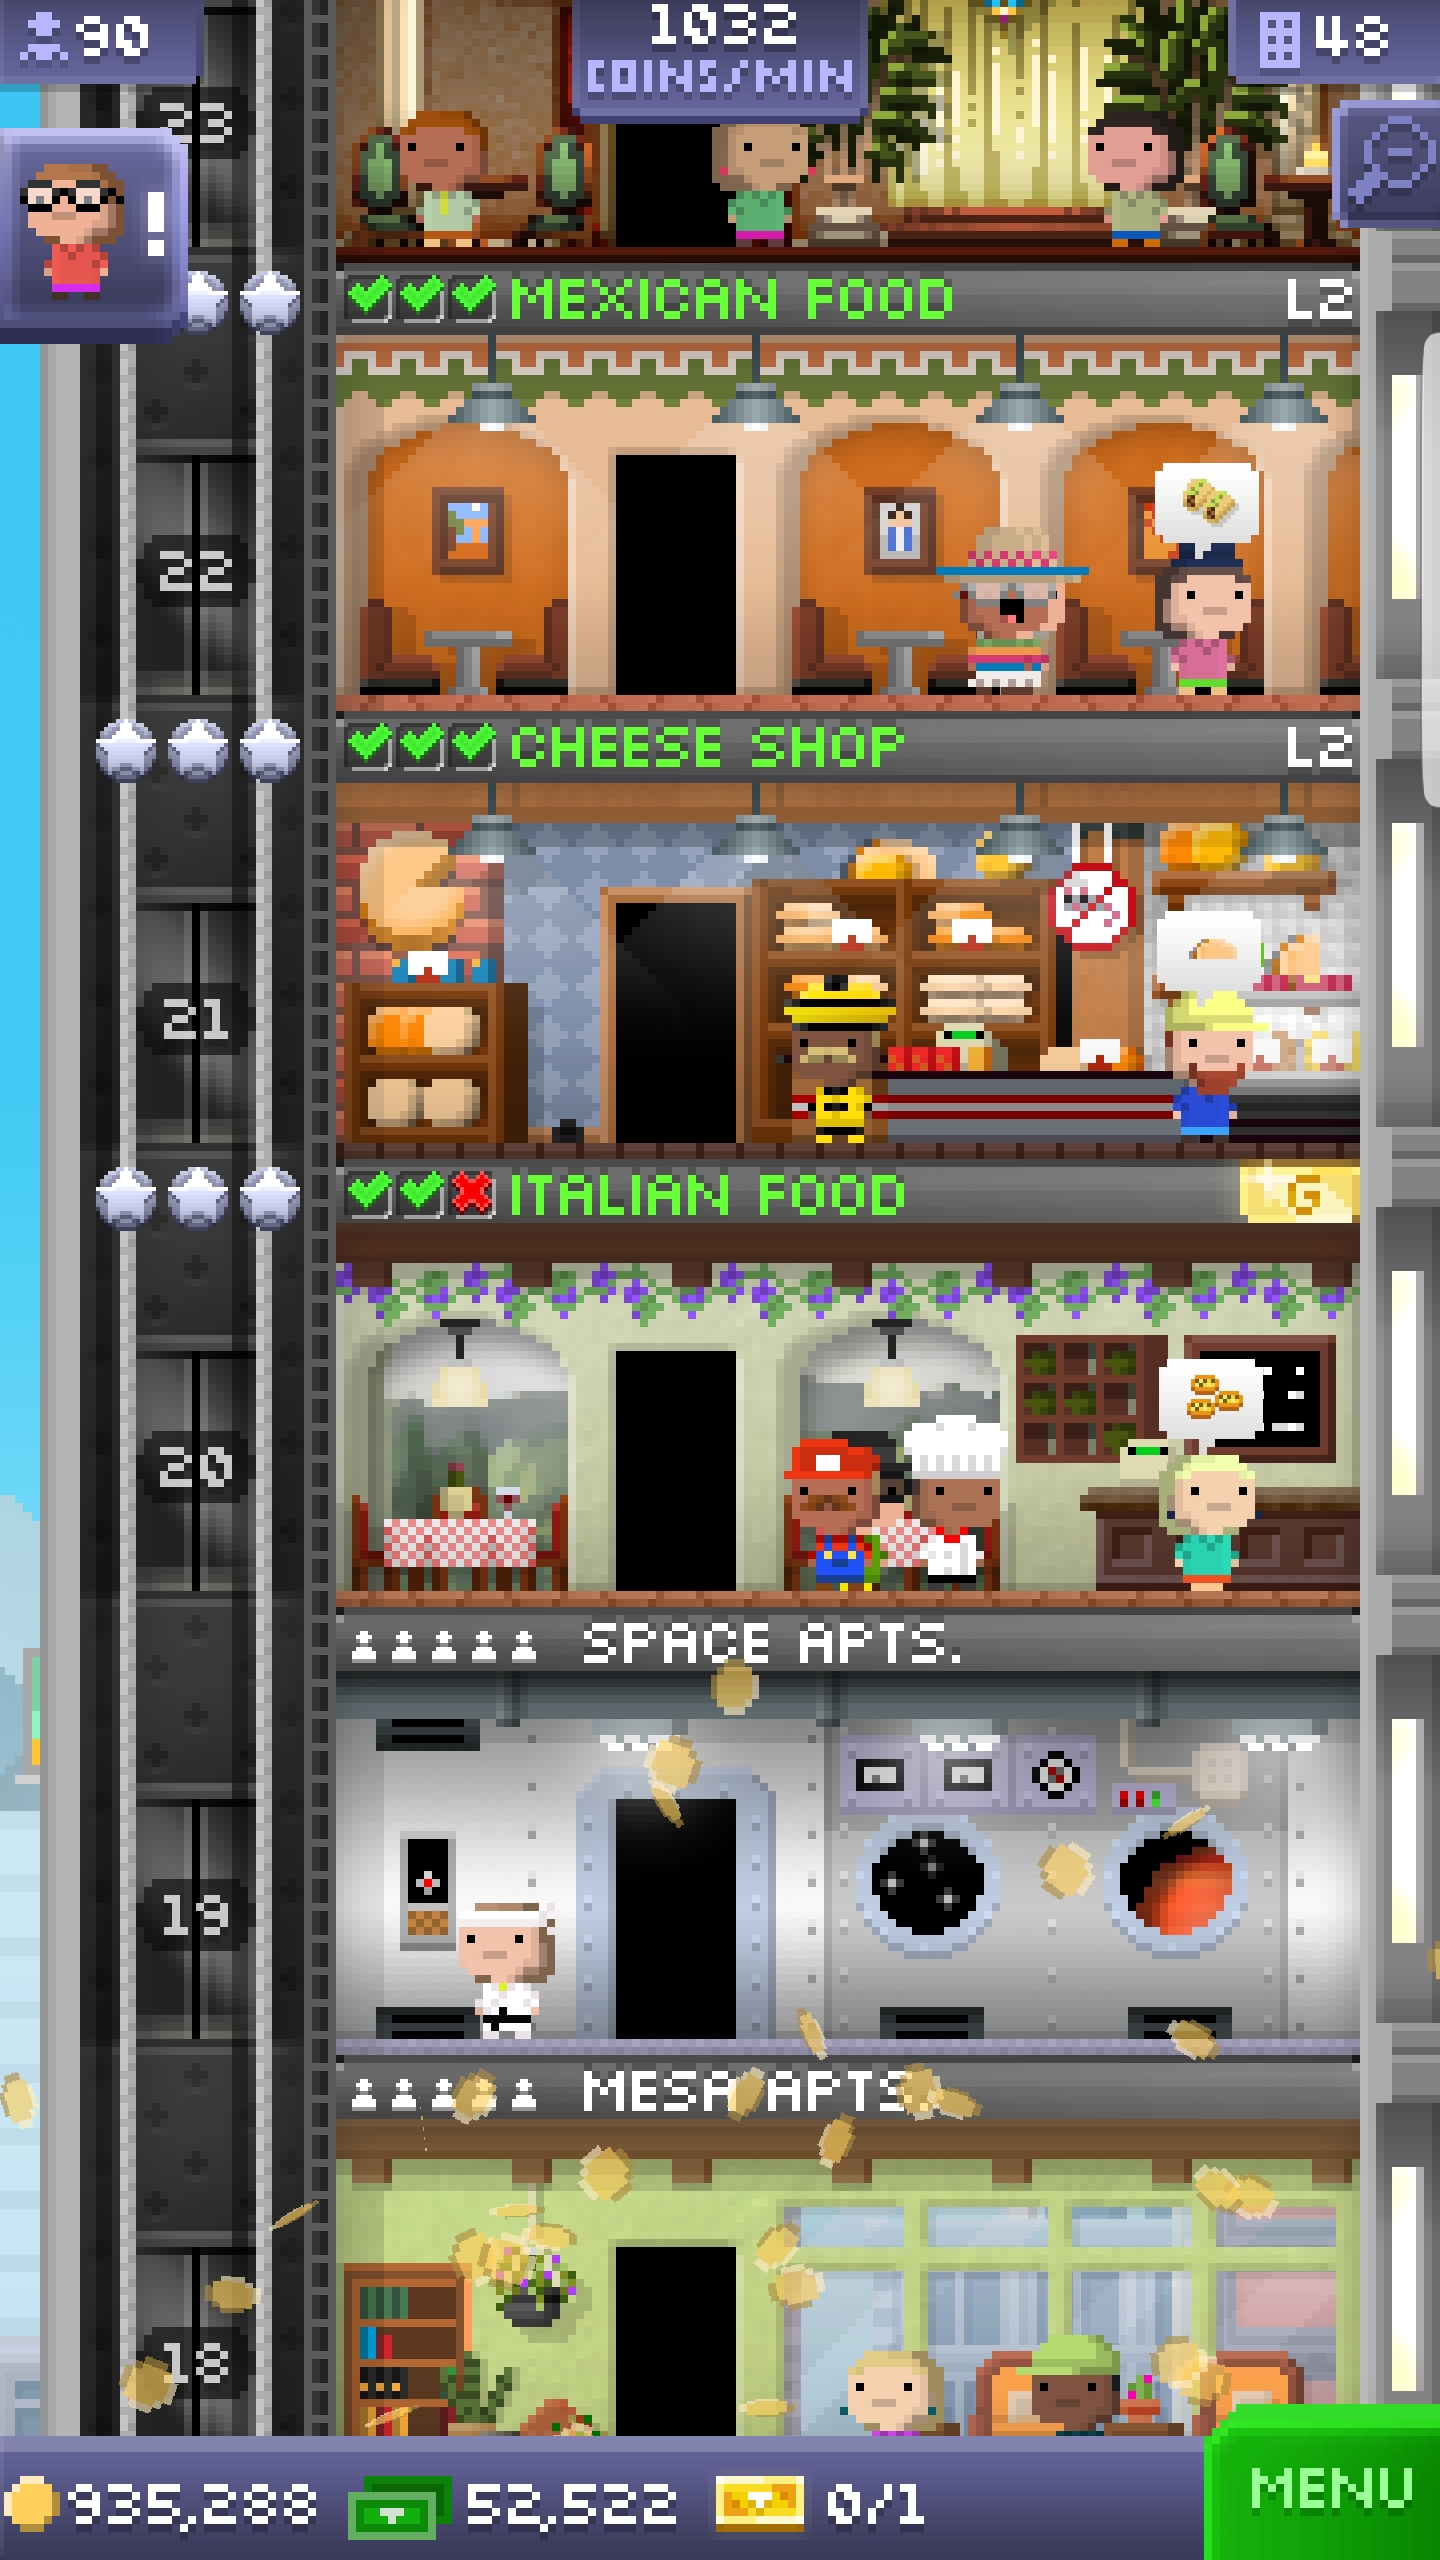 90
1032
COINS/MIN
48
33
!
MEXICAN FOOD L2
22
CHEESE SHOP L2
21
ITALIAN FOOD G
20
SPACE APTS.
19
MESA APTS
18
935,288 52,522 0/1
MENU